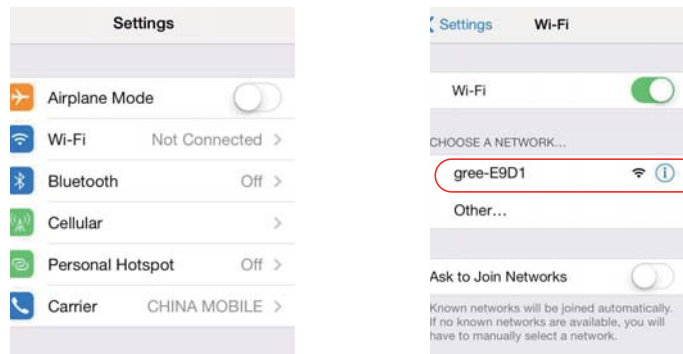 Settings
Airplane Mode
Wi-Fi Not Connected
Bluetooth Off
Cellular
Personal Hotspot Off
Carrier CHINA MOBILE
Settings Wi-Fi
Wi-Fi
CHOOSE A NETWORK...
gree-E9D1
Other...
Ask to Join Networks
Known networks will be joined automatically.
If no known networks are available, you will
have to manually select a network.